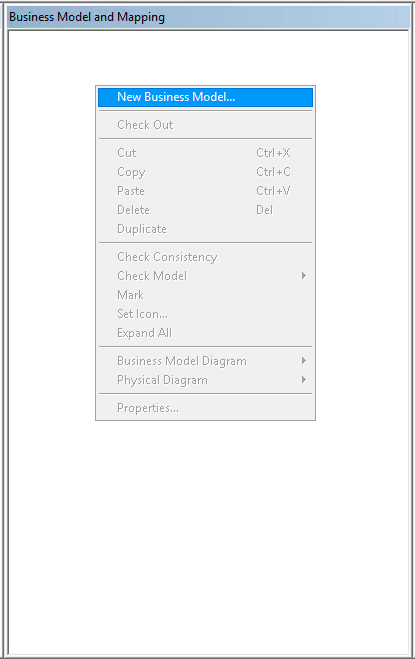 Business Model and Mapping
New Business Model...
Check Out
Cut Ctrl+X
Copy Ctrl+C
Paste Ctrl+V
Delete Del
Duplicate
Check Consistency
Check Model
Mark
Set Icon...
Expand All
Business Model Diagram
Physical Diagram
Properties...